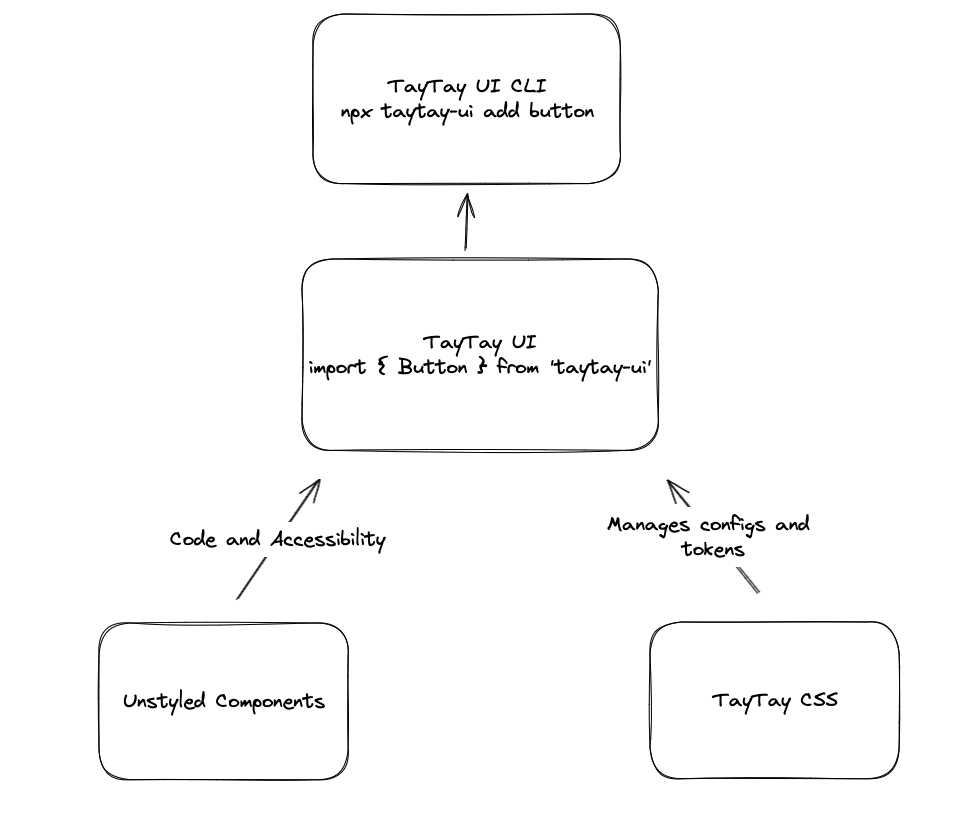 TayTay UI CLI
npx taytay-ui add button
TayTay UI
import { Button } from 'taytay-ui'
Code and Accessibility
Manages configs and
tokens
Unstyled Components
TayTay CSS